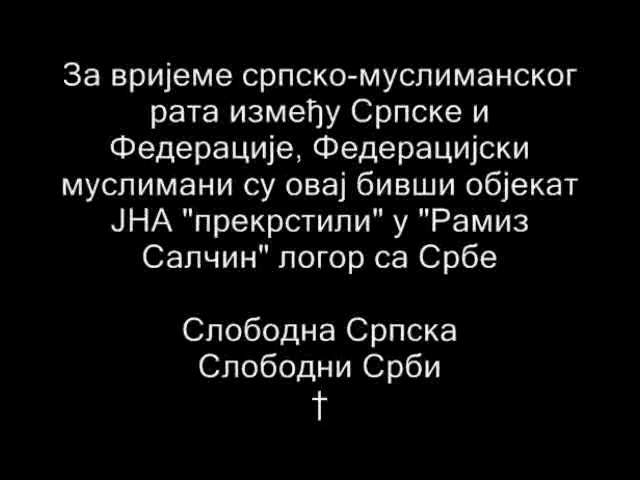 За вријеме српско-муслиманског
рата између Српске и
Федерације, Федерацијски
муслимани су овај бивши објекат
ЈНА "прекрстили" у "Рамиз
Салчин" логор са Србе
Слободна Српска
Слободни Срби
†